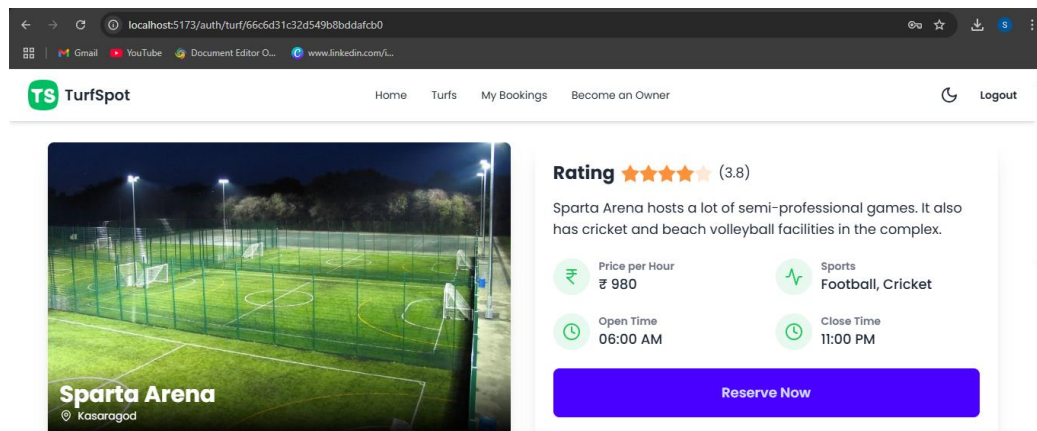 localhost:5173/auth/turf/66c6d31c32d549b8bddafcb0
S
Gmail YouTube Document Editor O... www.linkedin.com/i...
TS TurfSpot Home Turfs My Bookings Become an Owner Logout
Rating (3.8)
Sparta Arena hosts a lot of semi-professional games. It also
has cricket and beach volleyball facilities in the complex.
Price per Hour Sports
₹ 980 Football, Cricket
Open Time Close Time
06:00 AM 11:00 PM
Sparta Arena
Kasaragod
Reserve Now